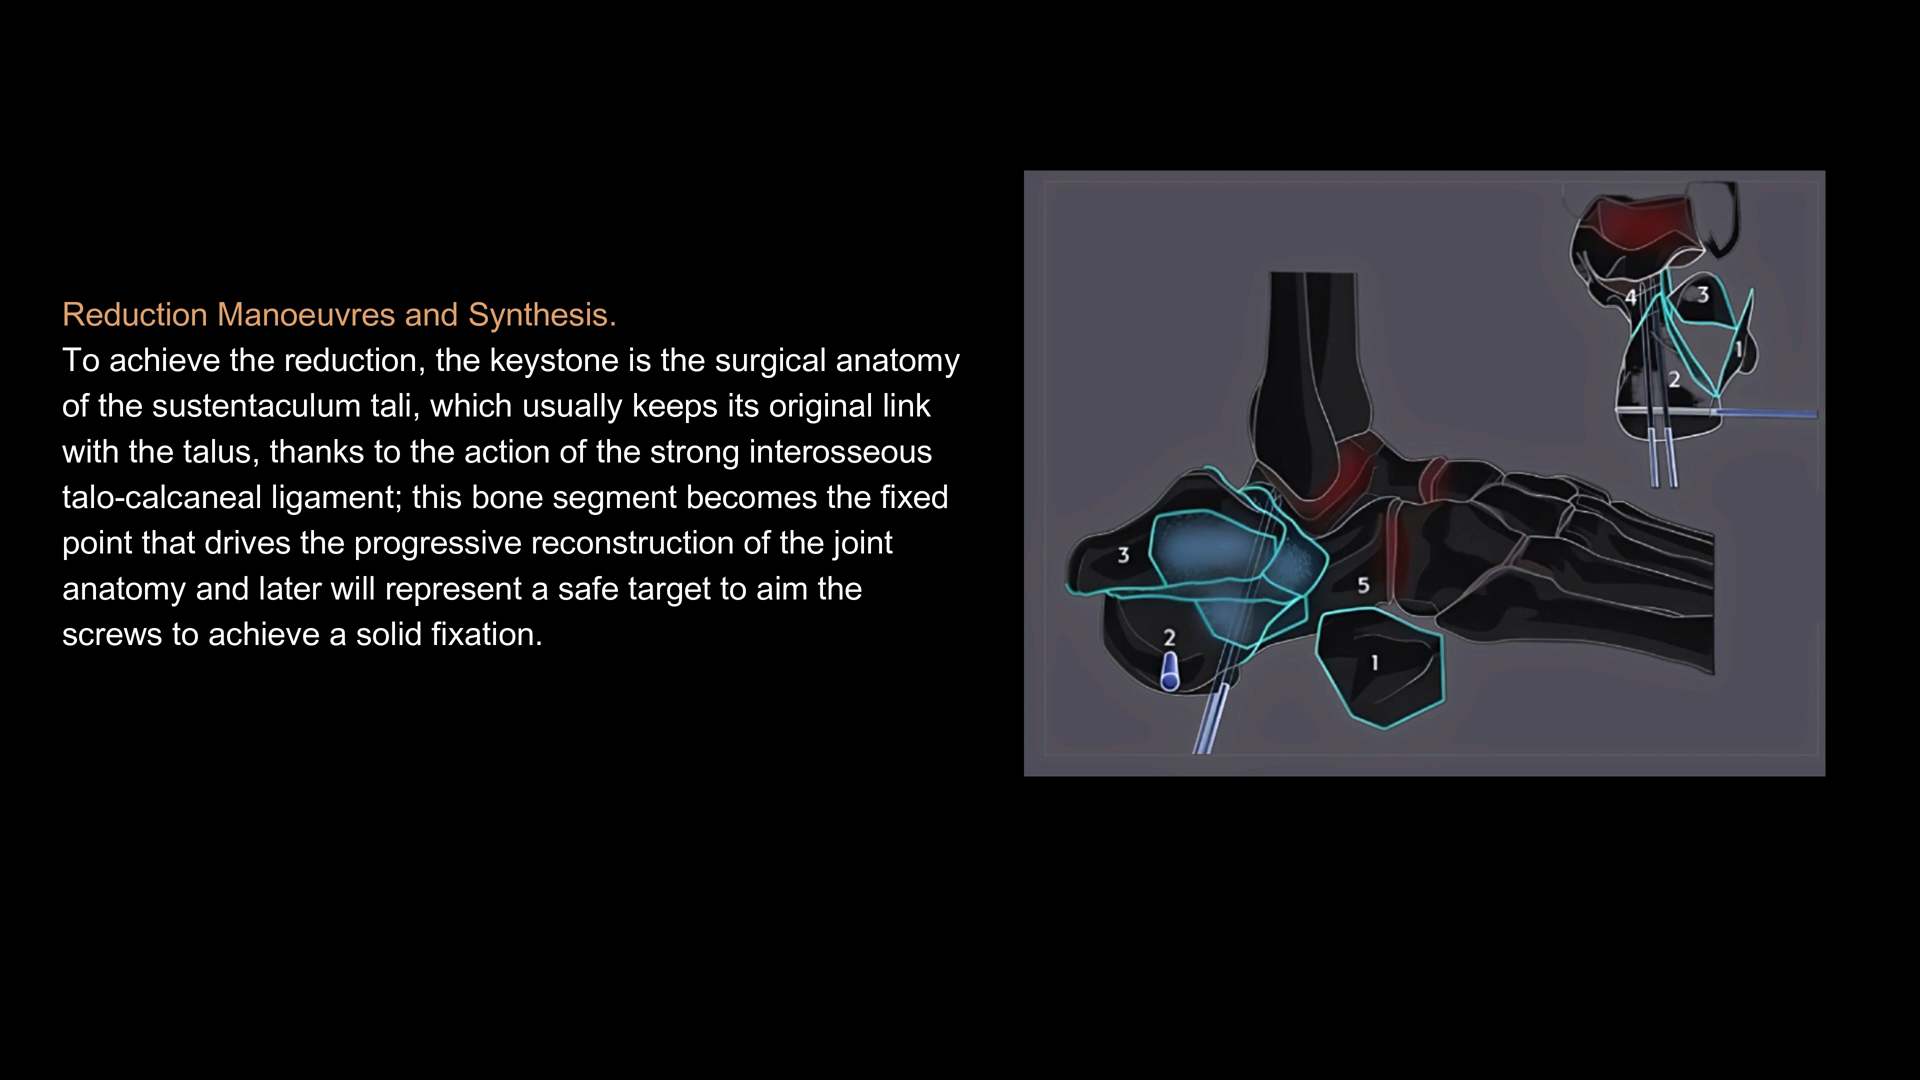 Reduction Manoeuvres and Synthesis.
To achieve the reduction, the keystone is the surgical anatomy
of the sustentaculum tali, which usually keeps its original link
with the talus, thanks to the action of the strong interosseous
talo-calcaneal ligament; this bone segment becomes the fixed
point that drives the progressive reconstruction of the joint
anatomy and later will represent a safe target to aim the
screws to achieve a solid fixation.
4
3
1
2
3
5
2
1